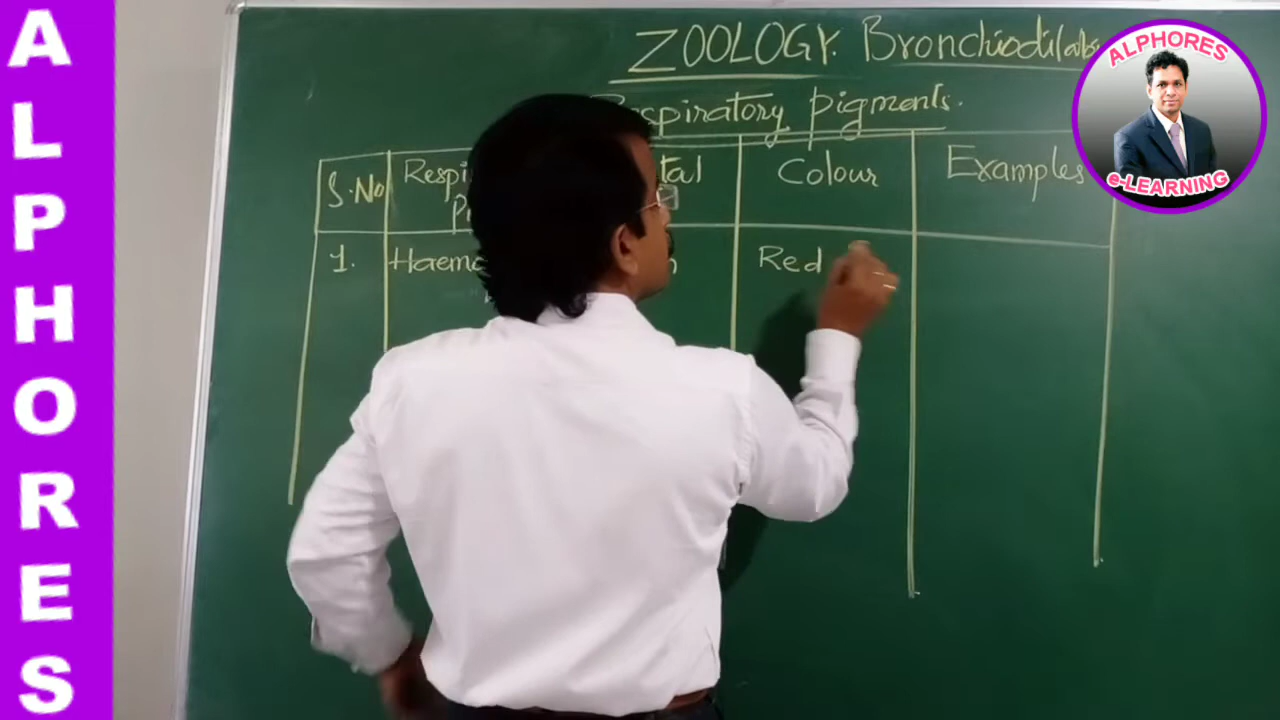 ALPHORES
ZOOLOGY. Bronchiodilators
ALPHORES
e-LEARNING
Respiratory pigments.
S.No
Colour
Examples
1.
Red